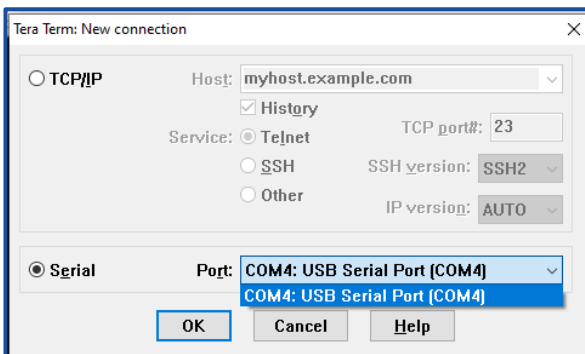 Tera Term: New connection
TCP/IP
Host: myhost.example.com
History
Service: Telnet
TCP port#: 23
SSH
SSH version: SSH2
Other
IP version: AUTO
Serial
Port: COM4: USB Serial Port (COM4)
COM4: USB Serial Port (COM4)
OK Cancel Help